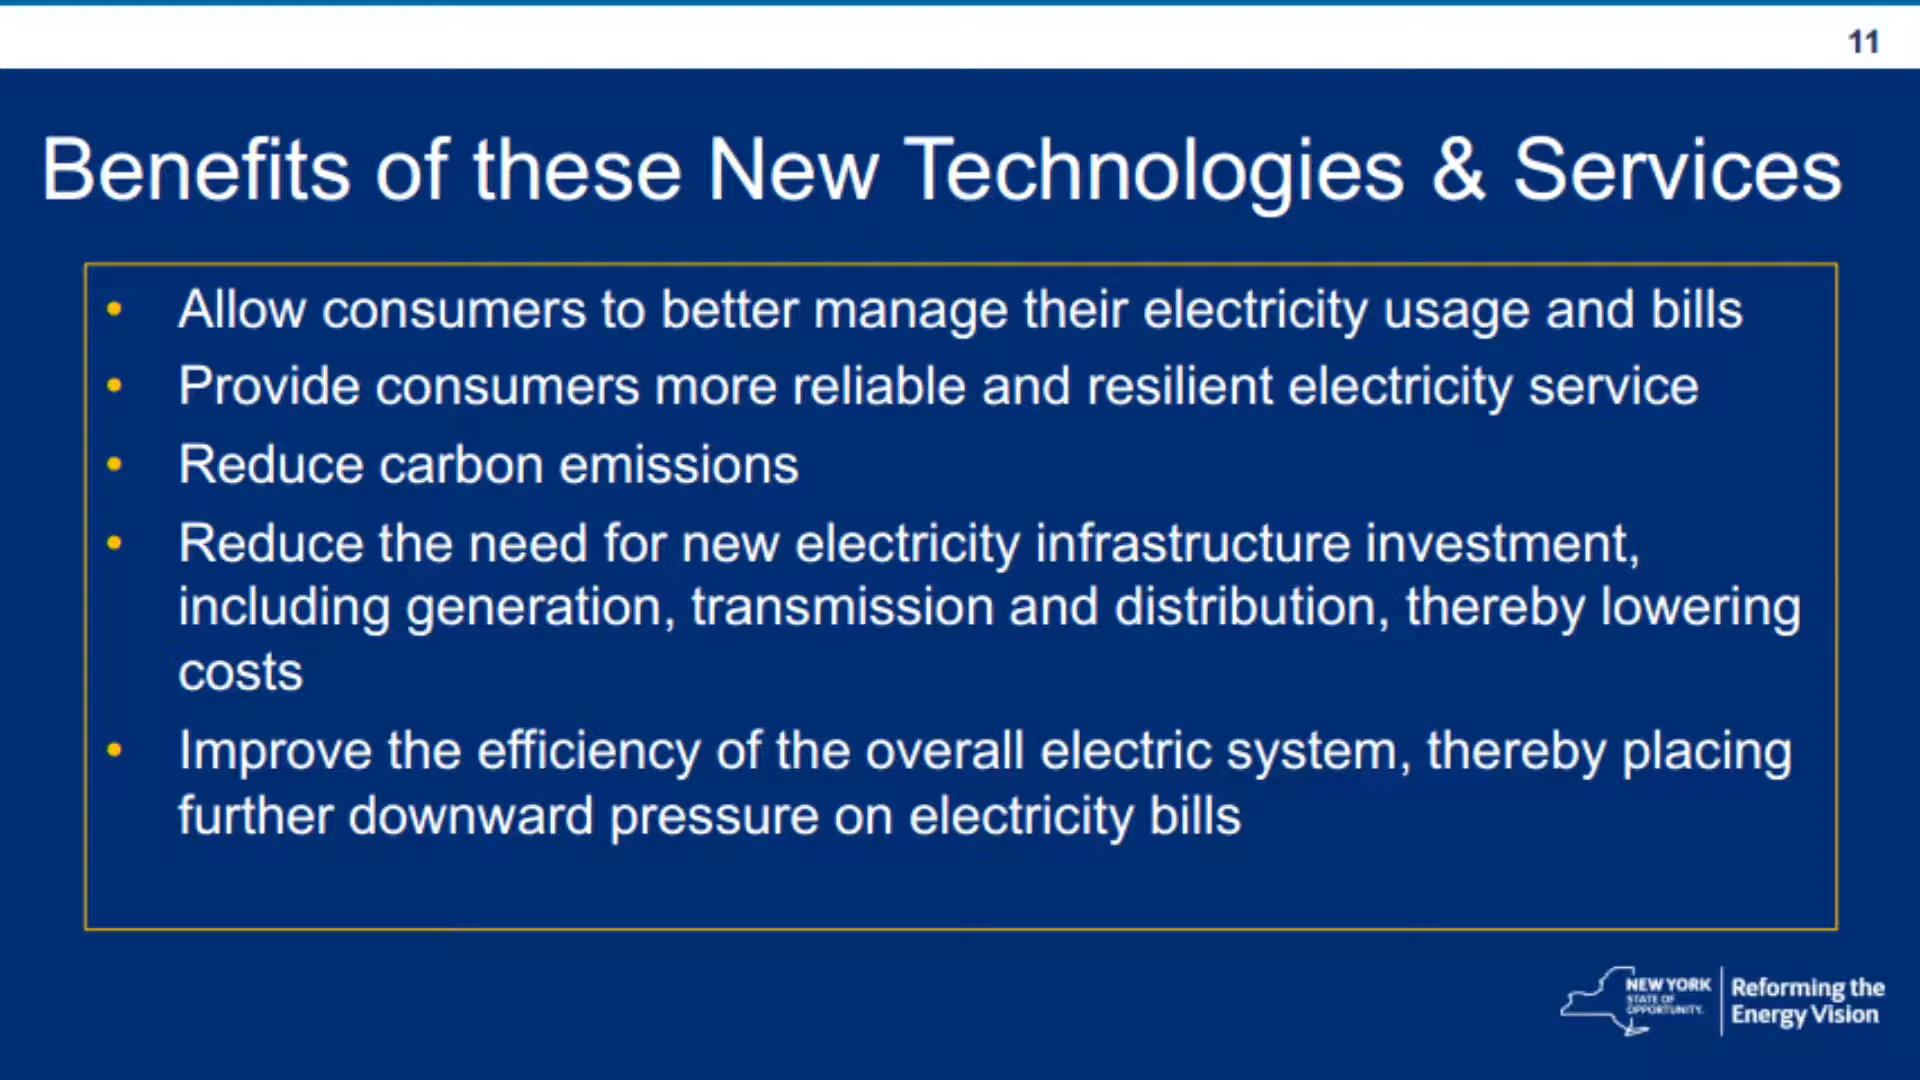 11
Benefits of these New Technologies & Services
• Allow consumers to better manage their electricity usage and bills
• Provide consumers more reliable and resilient electricity service
• Reduce carbon emissions
• Reduce the need for new electricity infrastructure investment,
including generation, transmission and distribution, thereby lowering
costs
• Improve the efficiency of the overall electric system, thereby placing
further downward pressure on electricity bills
NEW YORK
STATE OF
OPPORTUNITY.
Reforming the
Energy Vision